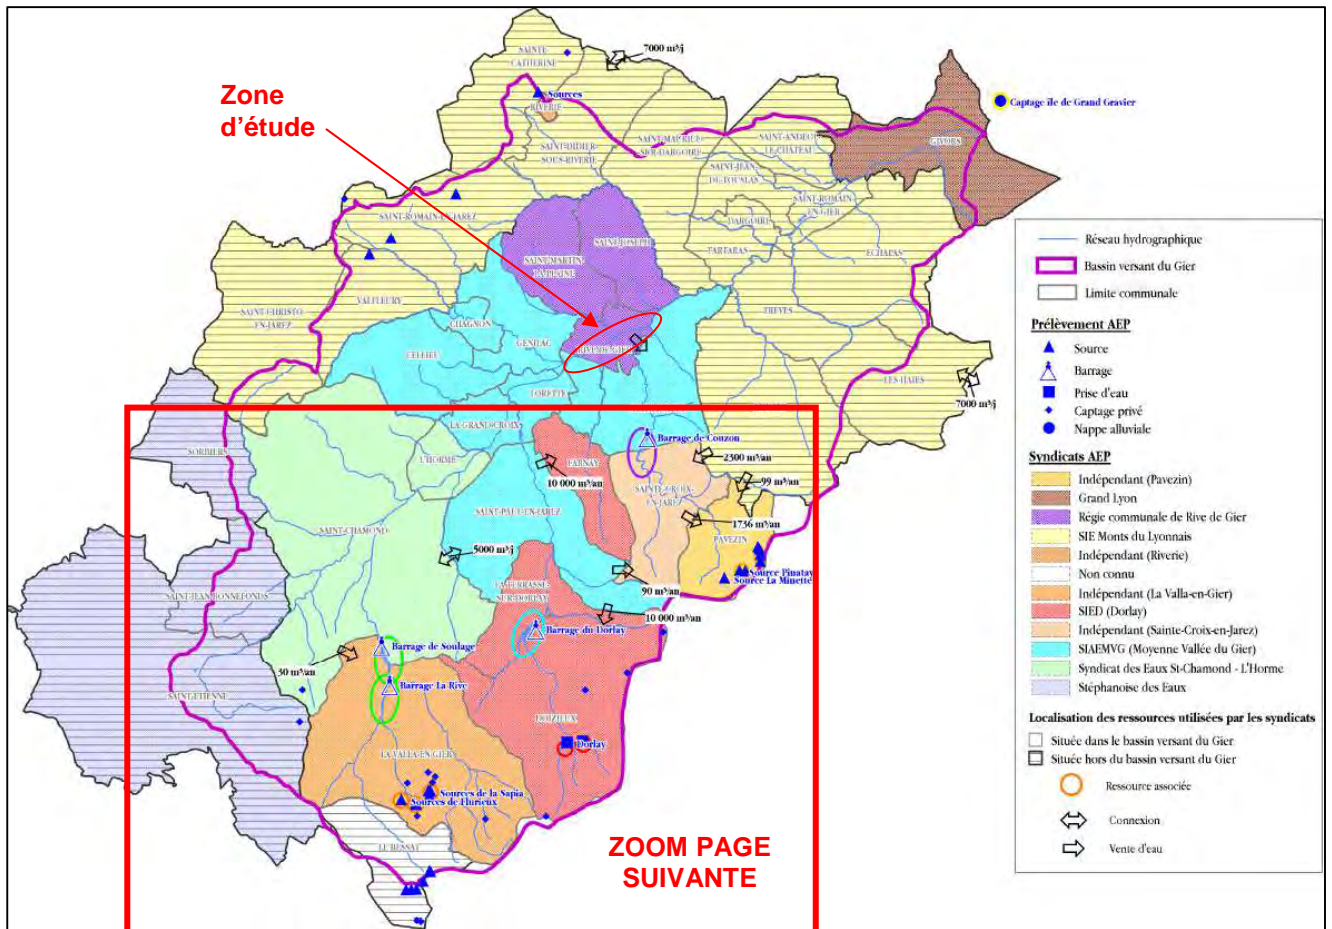 SAINTE
CATHERINE
7000 m³/j
Zone
d'étude
Sources
RIVERIE
Captage île de Grand Gravier
SAINT-DIDIER
SOUS-RIVERIE
SAINT-MAURICE
SUR-DARGOIRE
SAINT-ANDEOL
LE-CHATEAU
GIVORS
SAINT-JEAN
DE-TOUSLAS
SAINT-ROMAIN
EN-GIER
SAINT-ROMAIN-EN-JAREZ
DARGOIRE
TARTARAS
ECHALAS
SAINT-JOSEPH
SAINT-MARTIN
LA-PLAINE
VALFLEURY
SAINT-CHRISTO
EN-JAREZ
CHAGNON
GENILAC
CELLIEU
TREVES
LES HAIES
7000 m³/j
LORETTE
LA GRAND-CROIX
L'HORME
SORBIERS
Barrage de Couzon
2300 m³/an
FARNAY
10 000 m³/an
99 m³/an
SAINTE-CROIX-
EN-JAREZ
SAINT-PAUL-EN-JAREZ
1736 m³/an
PAVEZIN
SAINT-CHAMOND
5000 m³/j
Source Pinatay
Source La Minette
90 m³/an
LA TERRASSE-
SUR-DORLAY
10 000 m³/an
SAINT-JEAN-BONNEFONDS
Barrage du Dorlay
Barrage de Soulage
30 m³/an
Barrage La Rive
SAINT-ETIENNE
DOIZIEUX
Dorlay
LA VALLA-EN-GIER
Sources de la Sapia
Sources de Flurieux
LE BESSAT
ZOOM PAGE
SUIVANTE
Réseau hydrographique
Bassin versant du Gier
Limite communale
Prélèvement AEP
Source
Barrage
Prise d'eau
Captage privé
Nappe alluviale
Syndicats AEP
Indépendant (Pavezin)
Grand Lyon
Régie communale de Rive de Gier
SIE Monts du Lyonnais
Indépendant (Riverie)
Non connu
Indépendant (La Valla-en-Gier)
SIED (Dorlay)
Indépendant (Sainte-Croix-en-Jarez)
SIAEMVG (Moyenne Vallée du Gier)
Syndicat des Eaux St-Chamond - L'Horme
Stéphanoise des Eaux
Localisation des ressources utilisées par les syndicats
Située dans le bassin versant du Gier
Située hors du bassin versant du Gier
Ressource associée
Connexion
Vente d'eau